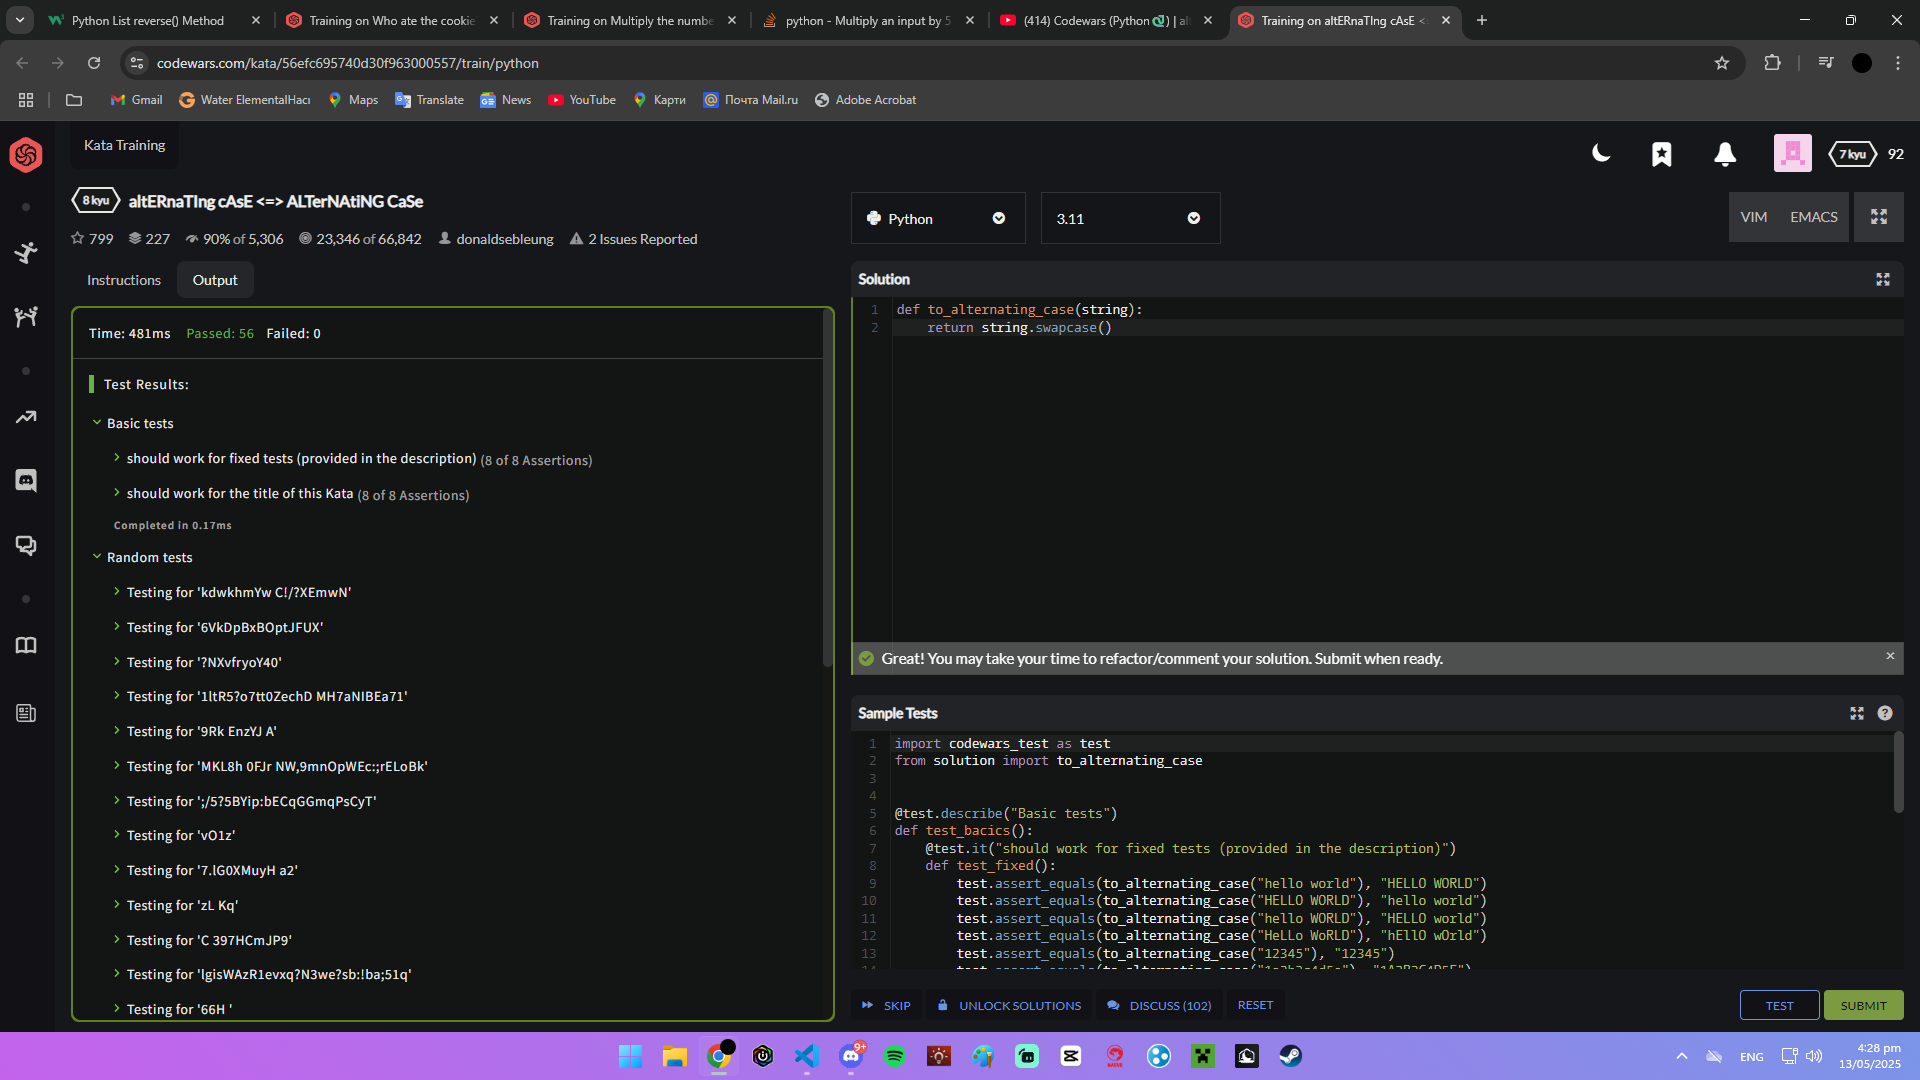 Python List reverse() Method
Training on Who ate the cookie
Training on Multiply the numbe
python - Multiply an input by 5
(414) Codewars (Python
Training on altERnaTIng cAsE <
codewars.com/kata/56efc695740d30f963000557/train/python
Gmail
Water ElementalHacı
Maps
Translate
News
YouTube
Карти
Почта Mail.ru
Adobe Acrobat
Kata Training
7 kyu
92
8 kyu
altERnaTIng cAsE <=> ALTerNAtiNG CaSe
799
227
90% of 5,306
23,346 of 66,842
donaldsebleung
2 Issues Reported
Python
3.11
VIM
EMACS
Instructions
Output
Time: 481ms Passed: 56 Failed: 0
Test Results:
Basic tests
should work for fixed tests (provided in the description) (8 of 8 Assertions)
should work for the title of this Kata (8 of 8 Assertions)
Completed in 0.17ms
Random tests
Testing for 'kdwkhmYw C!/?XEmwN'
Testing for '6VkDpBxBOptJFUX'
Testing for '?NXvfryoY40'
Testing for '1ltR5?o7tt0ZechD MH7aNIBEa71'
Testing for '9Rk EnzYJ A'
Testing for 'MKL8h 0FJr NW,9mnOpWEc:;rELoBk'
Testing for ';/5?5BYip:bECqGGmqPsCyT'
Testing for 'vO1z'
Testing for '7.lG0XMuyH a2'
Testing for 'zL Kq'
Testing for 'C 397HCmJP9'
Testing for 'lgisWAzR1evxq?N3we?sb:!ba;51q'
Testing for '66H '
Solution
1 def to_alternating_case(string):
2     return string.swapcase()
Great! You may take your time to refactor/comment your solution. Submit when ready.
Sample Tests
1 import codewars_test as test
2 from solution import to_alternating_case
3
4
5 @test.describe("Basic tests")
6 def test_bacics():
7     @test.it("should work for fixed tests (provided in the description)")
8     def test_fixed():
9         test.assert_equals(to_alternating_case("hello world"), "HELLO WORLD")
10         test.assert_equals(to_alternating_case("HELLO WORLD"), "hello world")
11         test.assert_equals(to_alternating_case("hello WORLD"), "HELLO world")
12         test.assert_equals(to_alternating_case("HeLLo WoRLD"), "hEllO wOrld")
13         test.assert_equals(to_alternating_case("12345"), "12345")
SKIP
UNLOCK SOLUTIONS
DISCUSS (102)
RESET
TEST
SUBMIT
9+
ENG
4:28 pm
13/05/2025